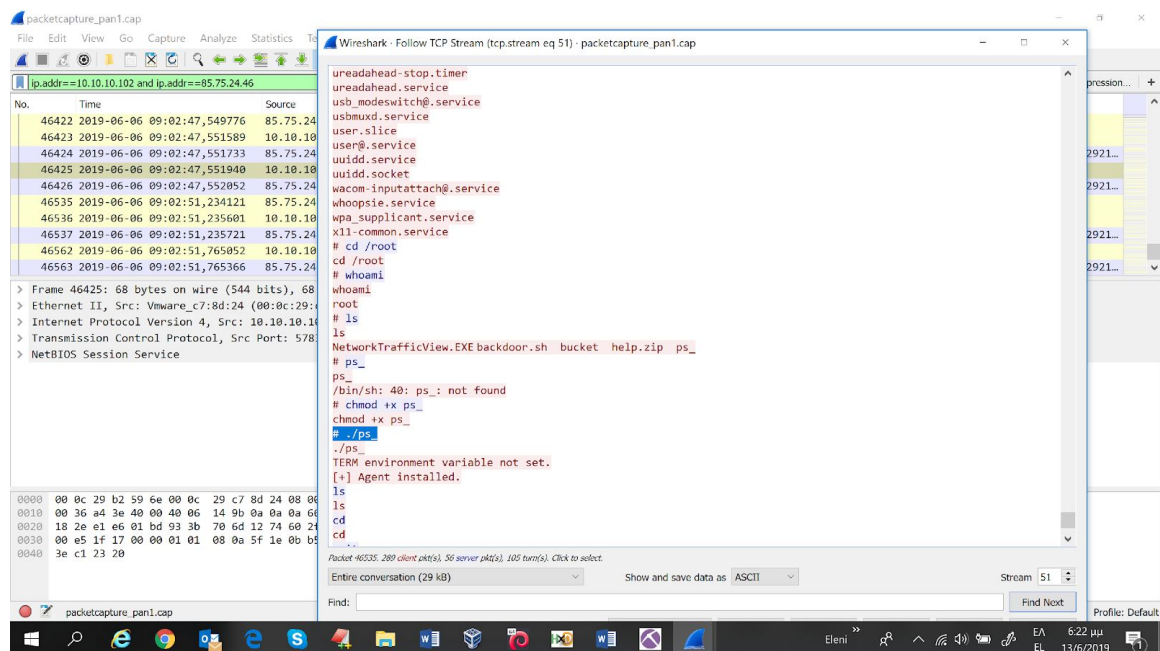 packetcapture_pan1.cap
File Edit View Go Capture Analyze Statistics Te
ip.addr==10.10.10.102 and ip.addr==85.75.24.46
pression... +
No. Time Source
46422 2019-06-06 09:02:47,549776 85.75.24
46423 2019-06-06 09:02:47,551589 10.10.10
46424 2019-06-06 09:02:47,551733 85.75.24 2921...
46425 2019-06-06 09:02:47,551940 10.10.10
46426 2019-06-06 09:02:47,552052 85.75.24 2921...
46535 2019-06-06 09:02:51,234121 85.75.24
46536 2019-06-06 09:02:51,235601 10.10.10
46537 2019-06-06 09:02:51,235721 85.75.24 2921...
46562 2019-06-06 09:02:51,765052 10.10.10
46563 2019-06-06 09:02:51,765366 85.75.24 2921...
> Frame 46425: 68 bytes on wire (544 bits), 68
> Ethernet II, Src: Vmware_c7:8d:24 (00:0c:29:
> Internet Protocol Version 4, Src: 10.10.10.1
> Transmission Control Protocol, Src Port: 578
> NetBIOS Session Service
0000 00 0c 29 b2 59 6e 00 0c 29 c7 8d 24 08 00
0010 00 36 a4 3e 40 00 40 06 14 9b 0a 0a 0a 66
0020 18 2e e1 e6 01 bd 93 3b 70 6d 12 74 60 2f
0030 00 e5 1f 17 00 00 01 01 08 0a 5f 1e 0b b5
0040 3e c1 23 20
packetcapture_pan1.cap
Profile: Default
Wireshark · Follow TCP Stream (tcp.stream eq 51) · packetcapture_pan1.cap
ureadahead-stop.timer
ureadahead.service
usb_modeswitch@.service
usbmuxd.service
user.slice
user@.service
uuidd.service
uuidd.socket
wacom-inputattach@.service
whoopsie.service
wpa_supplicant.service
x11-common.service
# cd /root
cd /root
# whoami
whoami
root
# ls
ls
NetworkTrafficView.EXE backdoor.sh bucket help.zip ps_
# ps_
ps_
/bin/sh: 40: ps_: not found
# chmod +x ps_
chmod +x ps_
# ./ps_
./ps_
TERM environment variable not set.
[+] Agent installed.
ls
ls
cd
cd
Packet 46535. 289 client pkt(s), 56 server pkt(s), 105 turn(s). Click to select.
Entire conversation (29 kB) Show and save data as ASCII Stream 51
Find: Find Next
Eleni » ΕΛ 6:22 μμ
EL 13/6/2019